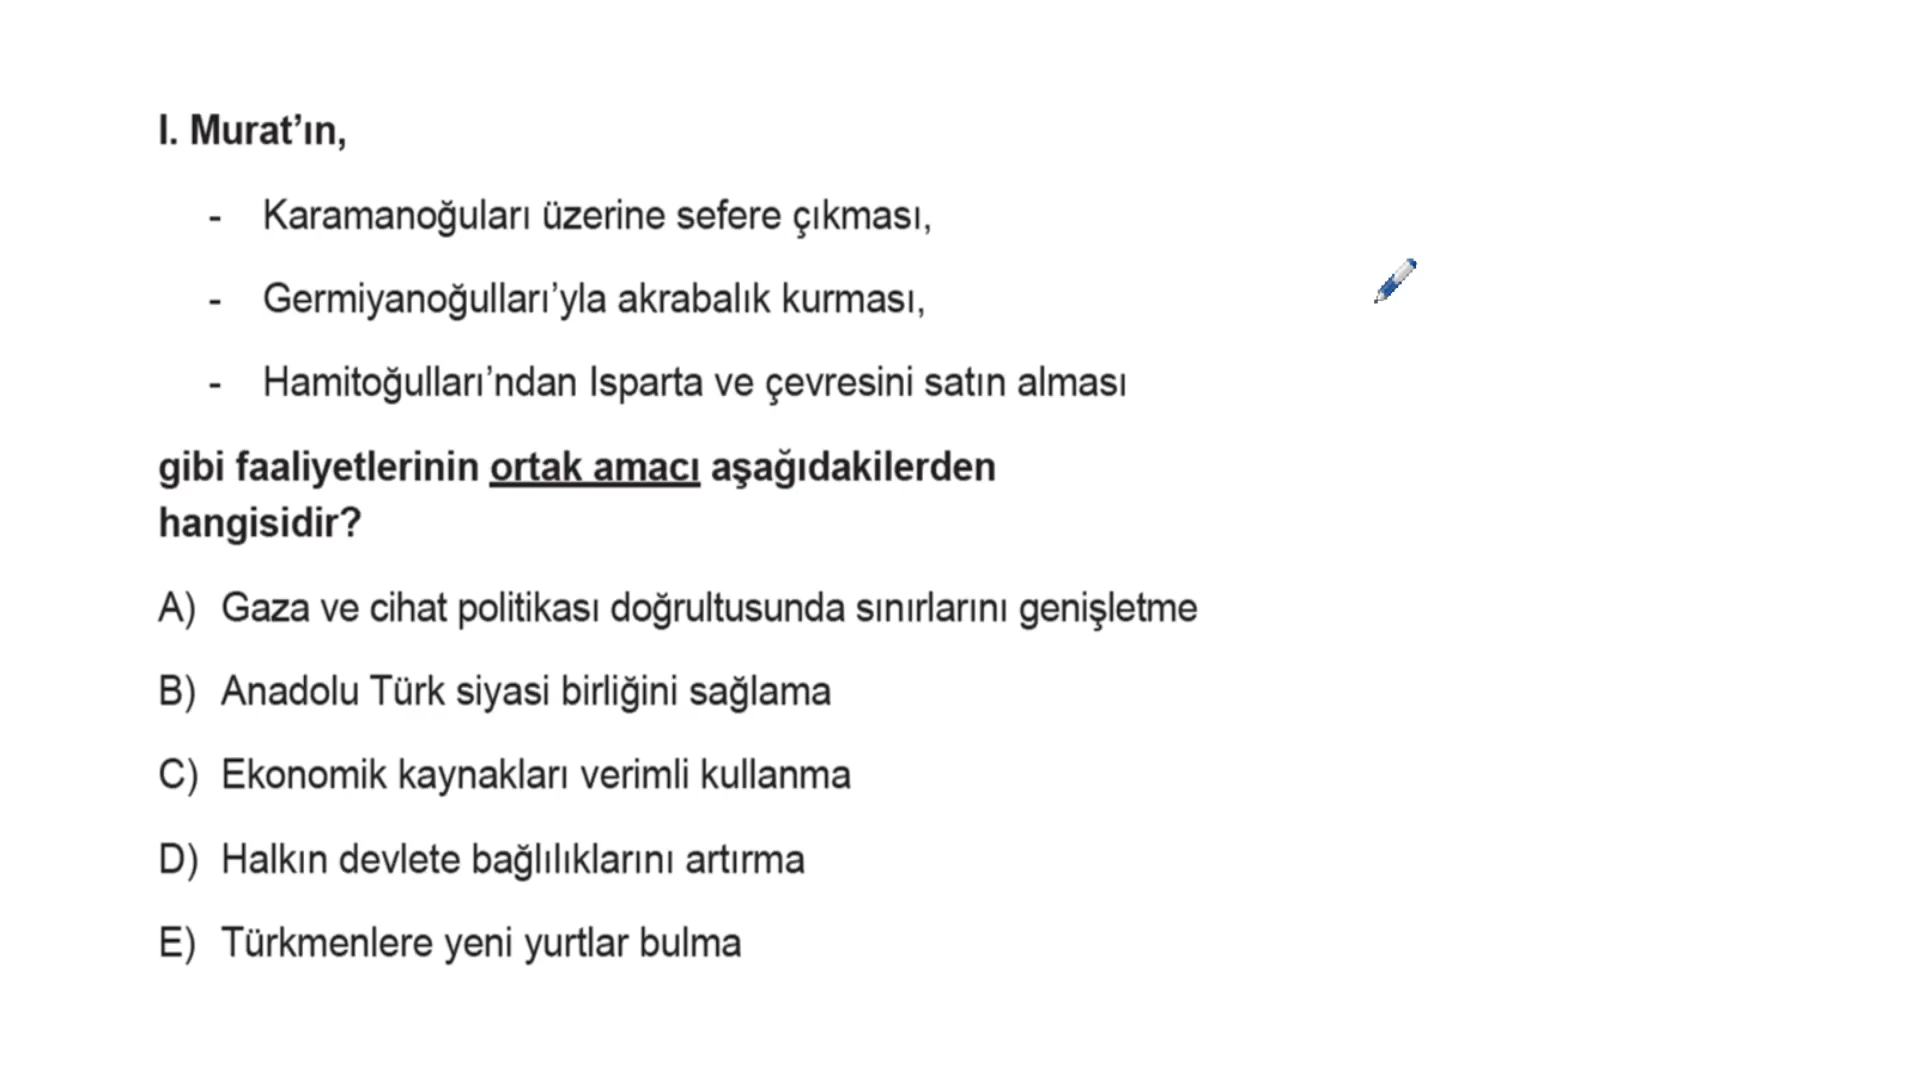 I. Murat’ın,
- Karamanoğuları üzerine sefere çıkması,
- Germiyanoğulları’yla akrabalık kurması,
- Hamitoğulları’ndan Isparta ve çevresini satın alması
gibi faaliyetlerinin ortak amacı aşağıdakilerden
hangisidir?
A) Gaza ve cihat politikası doğrultusunda sınırlarını genişletme
B) Anadolu Türk siyasi birliğini sağlama
C) Ekonomik kaynakları verimli kullanma
D) Halkın devlete bağlılıklarını artırma
E) Türkmenlere yeni yurtlar bulma